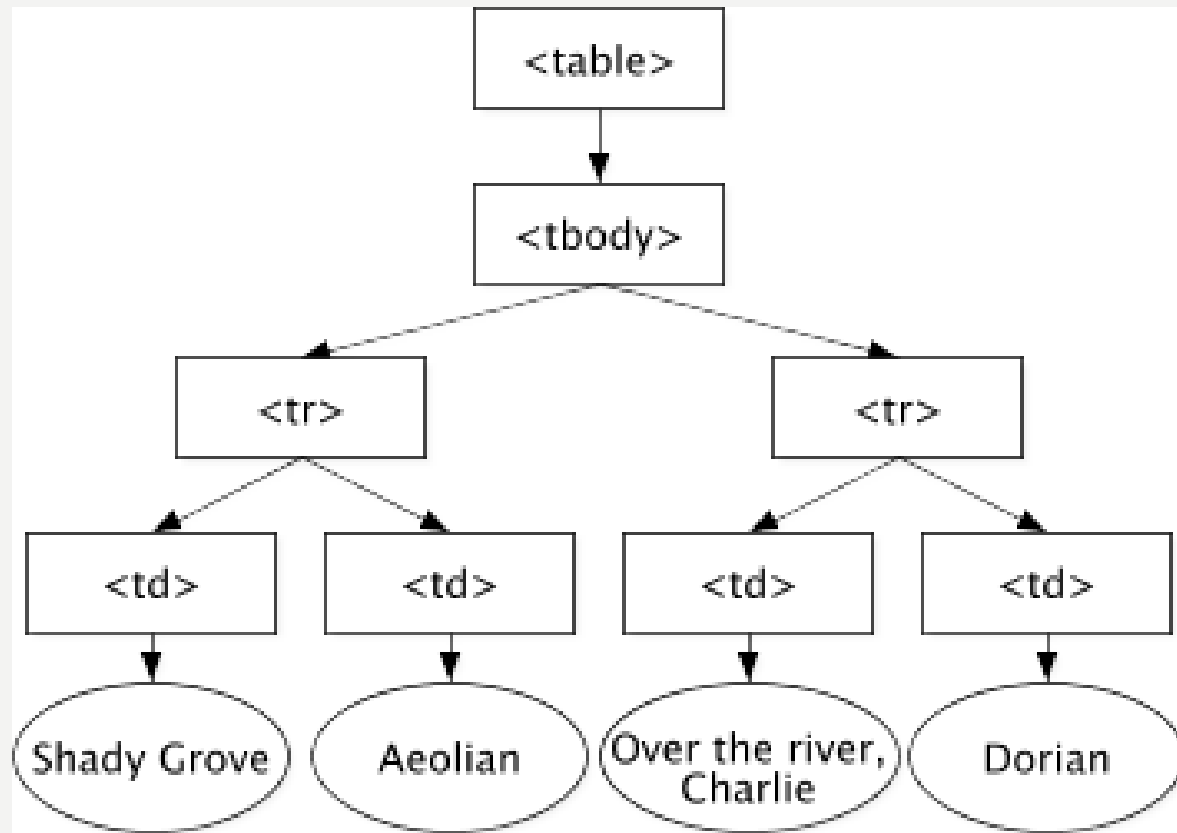 <table>
<tbody>
<tr>
<tr>
<td>
<td>
<td>
<td>
Shady Grove
Aeolian
Over the river,
Charlie
Dorian